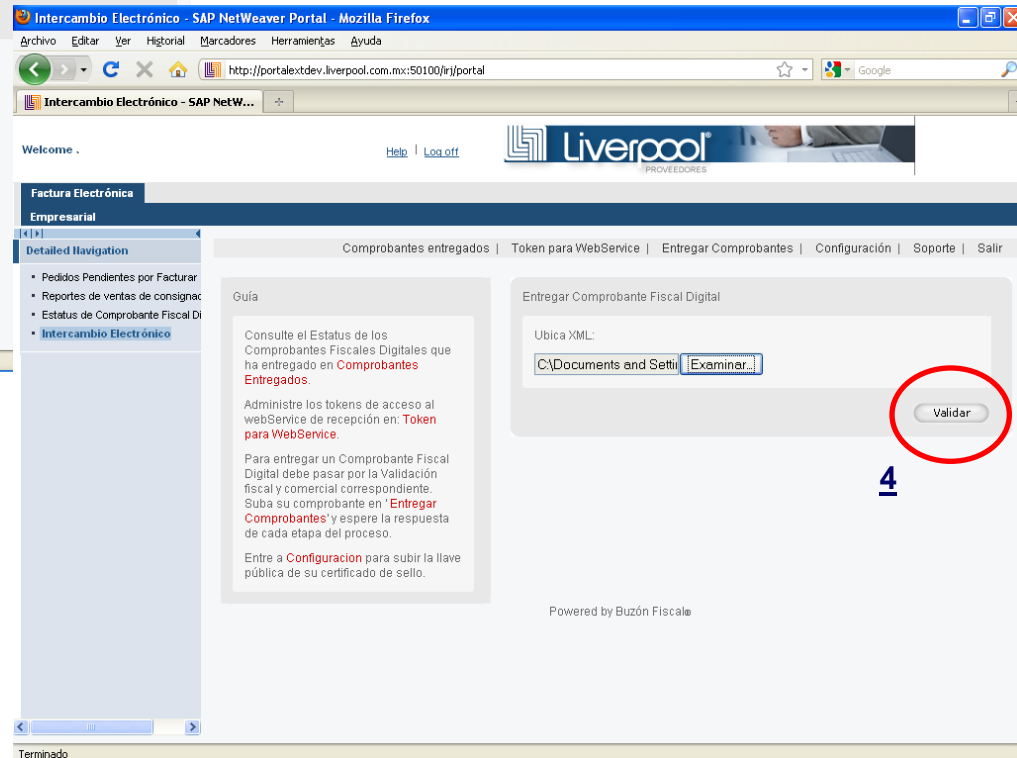 Intercambio Electrónico - SAP NetWeaver Portal - Mozilla Firefox
Archivo Editar Ver Historial Marcadores Herramientas Ayuda
http://portalextdev.liverpool.com.mx:50100/irj/portal
Google
Intercambio Electrónico - SAP NetW...
Welcome .
Help | Log off
Liverpool
PROVEEDORES
Factura Electrónica
Empresarial
Detailed Navigation
Pedidos Pendientes por Facturar
Reportes de ventas de consignac
Estatus de Comprobante Fiscal Di
Intercambio Electrónico
Comprobantes entregados | Token para WebService | Entregar Comprobantes | Configuración | Soporte | Salir
Guía
Consulte el Estatus de los
Comprobantes Fiscales Digitales que
ha entregado en Comprobantes
Entregados.
Administre los tokens de acceso al
webService de recepción en: Token
para WebService.
Para entregar un Comprobante Fiscal
Digital debe pasar por la Validación
fiscal y comercial correspondiente.
Suba su comprobante en 'Entregar
Comprobantes' y espere la respuesta
de cada etapa del proceso.
Entre a Configuracion para subir la llave
pública de su certificado de sello.
Entregar Comprobante Fiscal Digital
Ubica XML:
C:\Documents and Settin Examinar...
Validar
4
Powered by Buzón Fiscal®
Terminado